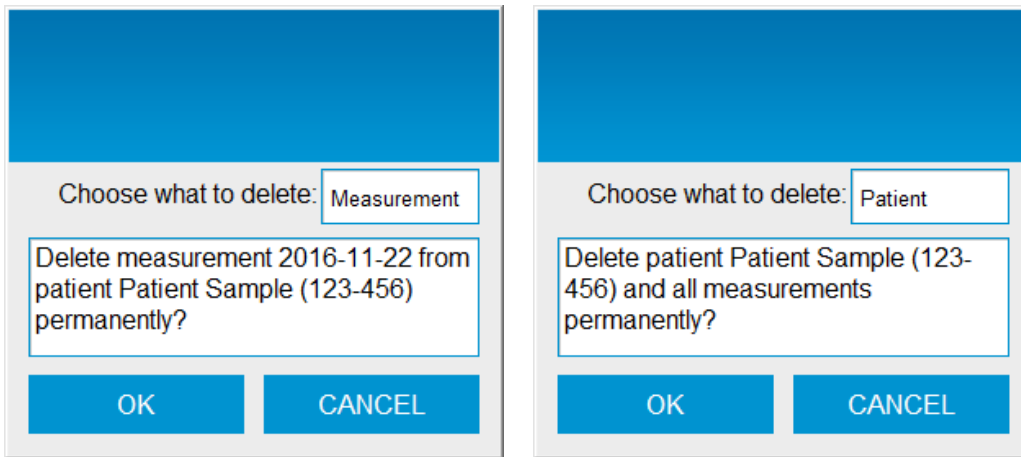 Choose what to delete: Measurement
Delete measurement 2016-11-22 from
patient Patient Sample (123-456)
permanently?
OK CANCEL
Choose what to delete: Patient
Delete patient Patient Sample (123-
456) and all measurements
permanently?
OK CANCEL